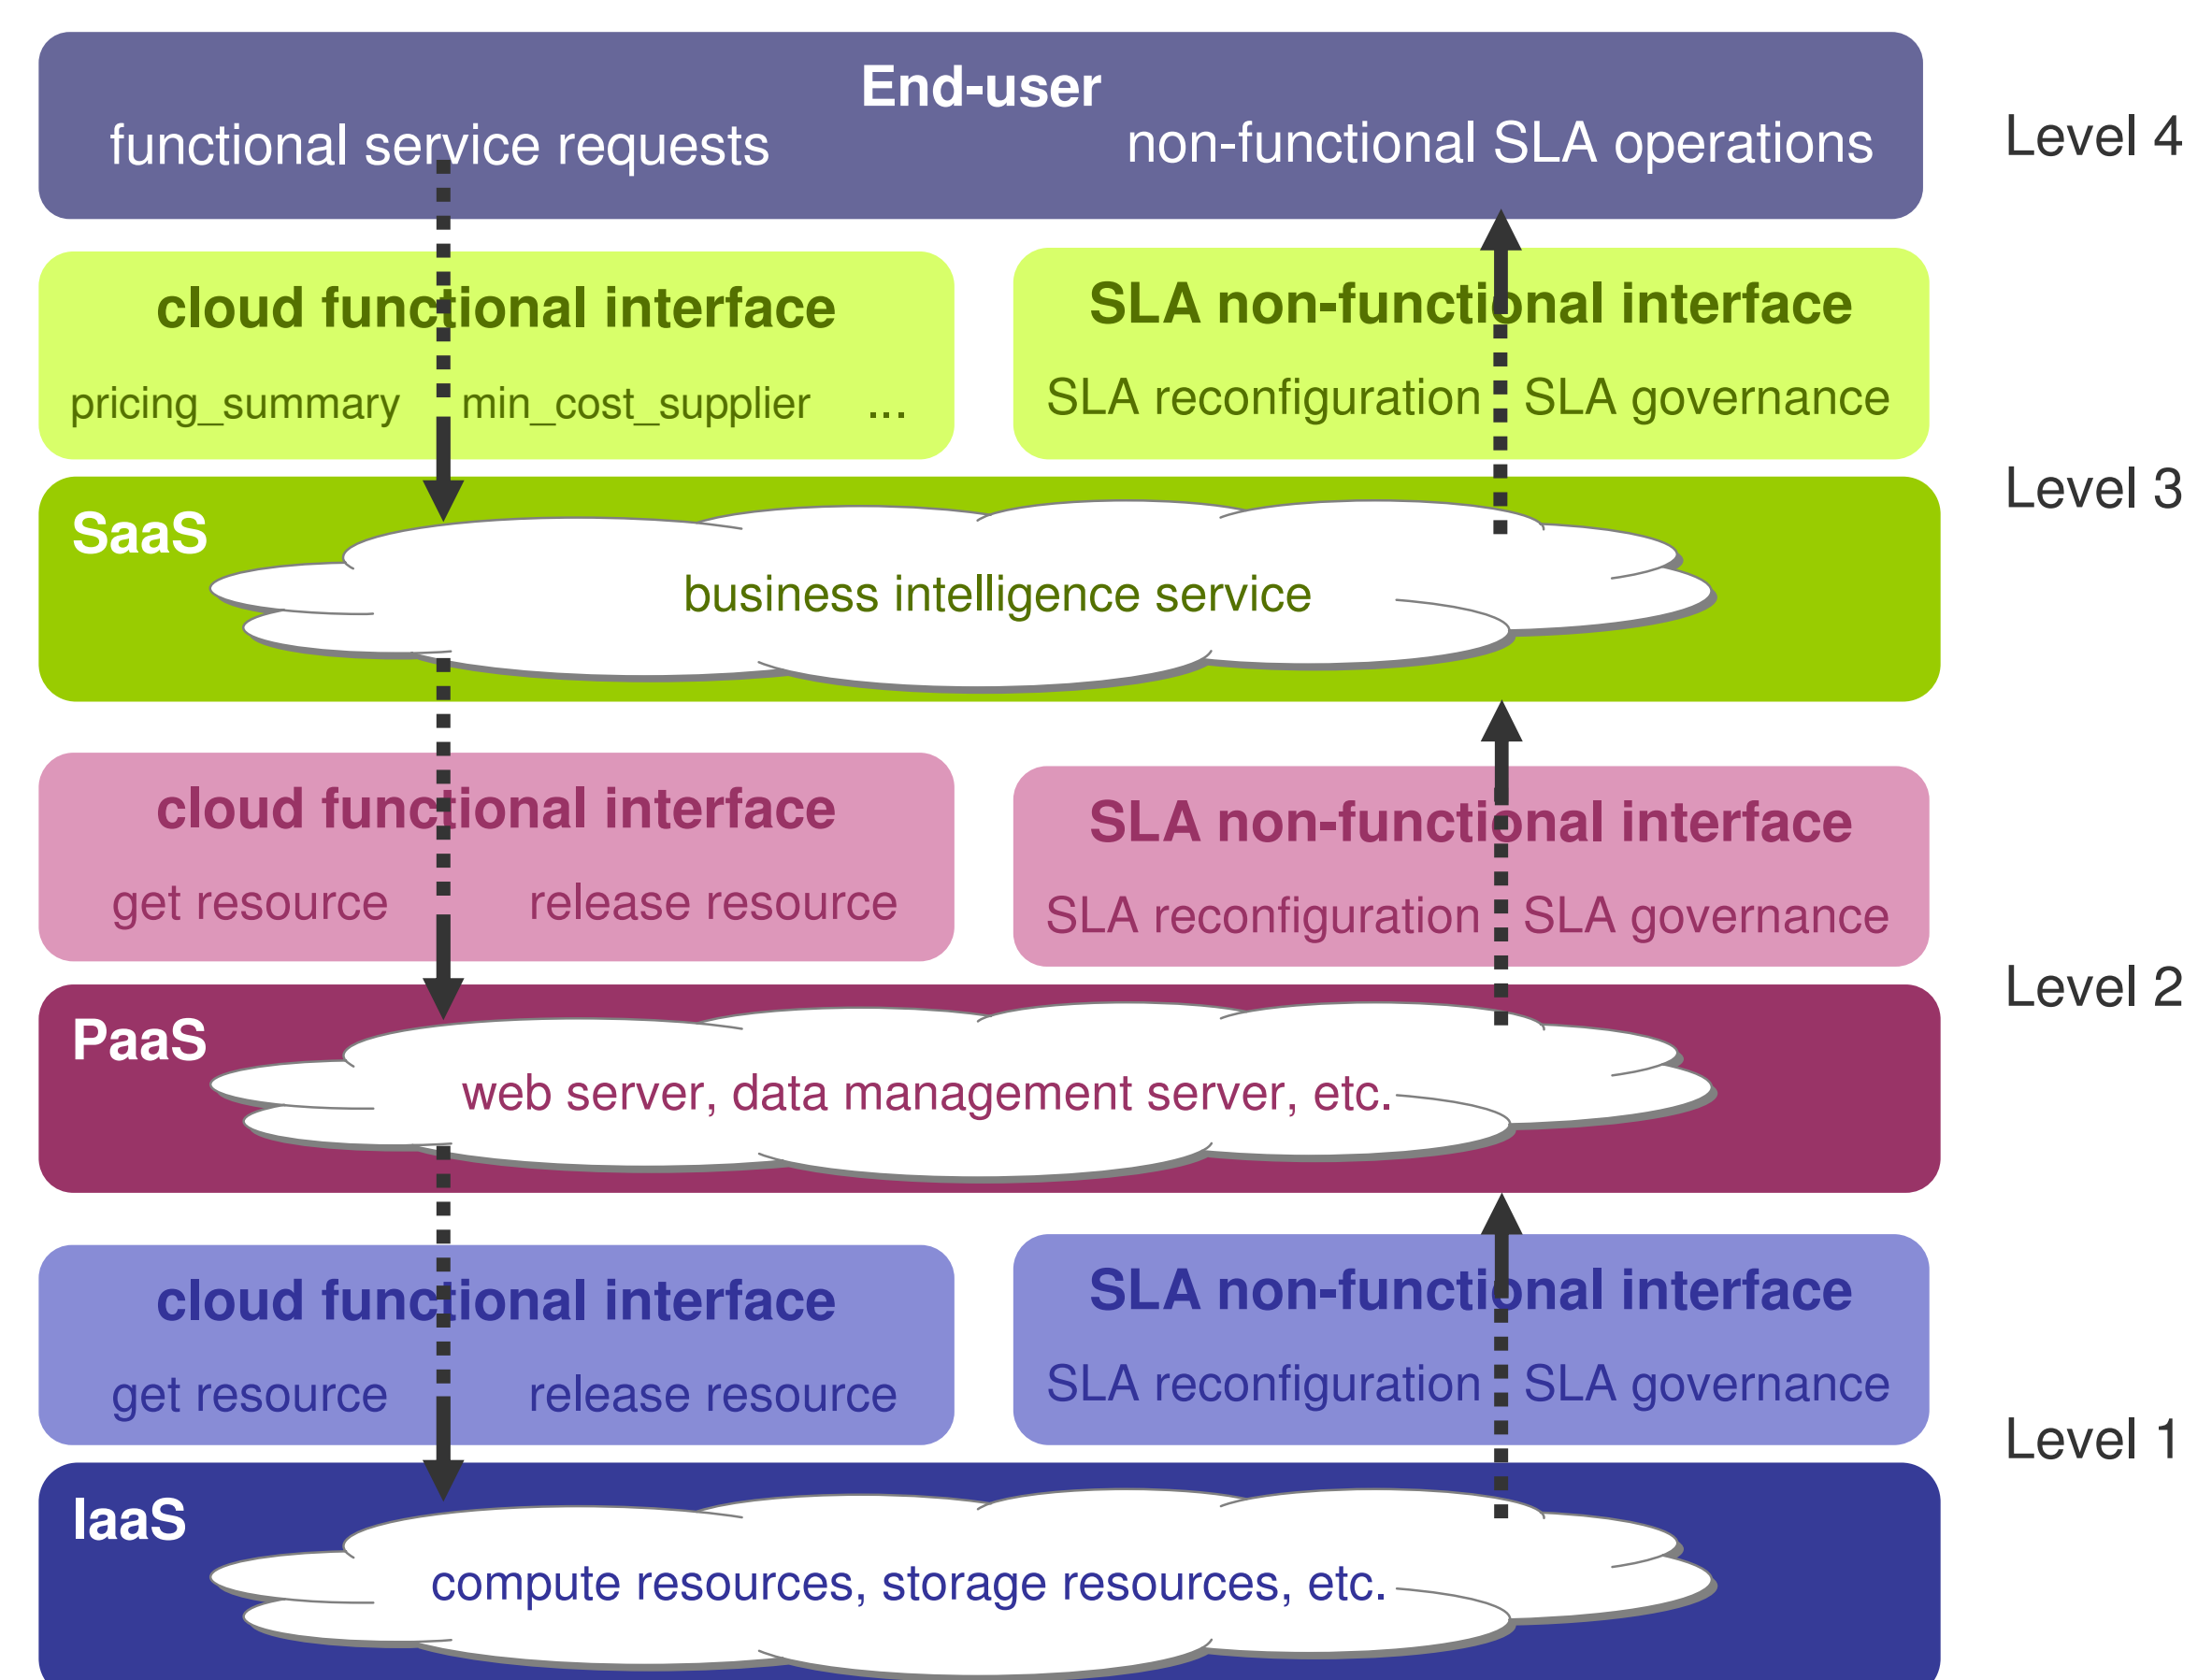 End-user
functional service requests
non-functional SLA operations
Level 4
cloud functional interface
pricing_summary min_cost_supplier ...
SLA non-functional interface
SLA reconfiguration SLA governance
Level 3
SaaS
business intelligence service
cloud functional interface
get resource release resource
SLA non-functional interface
SLA reconfiguration SLA governance
Level 2
PaaS
web server, data management server, etc.
cloud functional interface
get resource release resource
SLA non-functional interface
SLA reconfiguration SLA governance
Level 1
IaaS
compute resources, storage resources, etc.